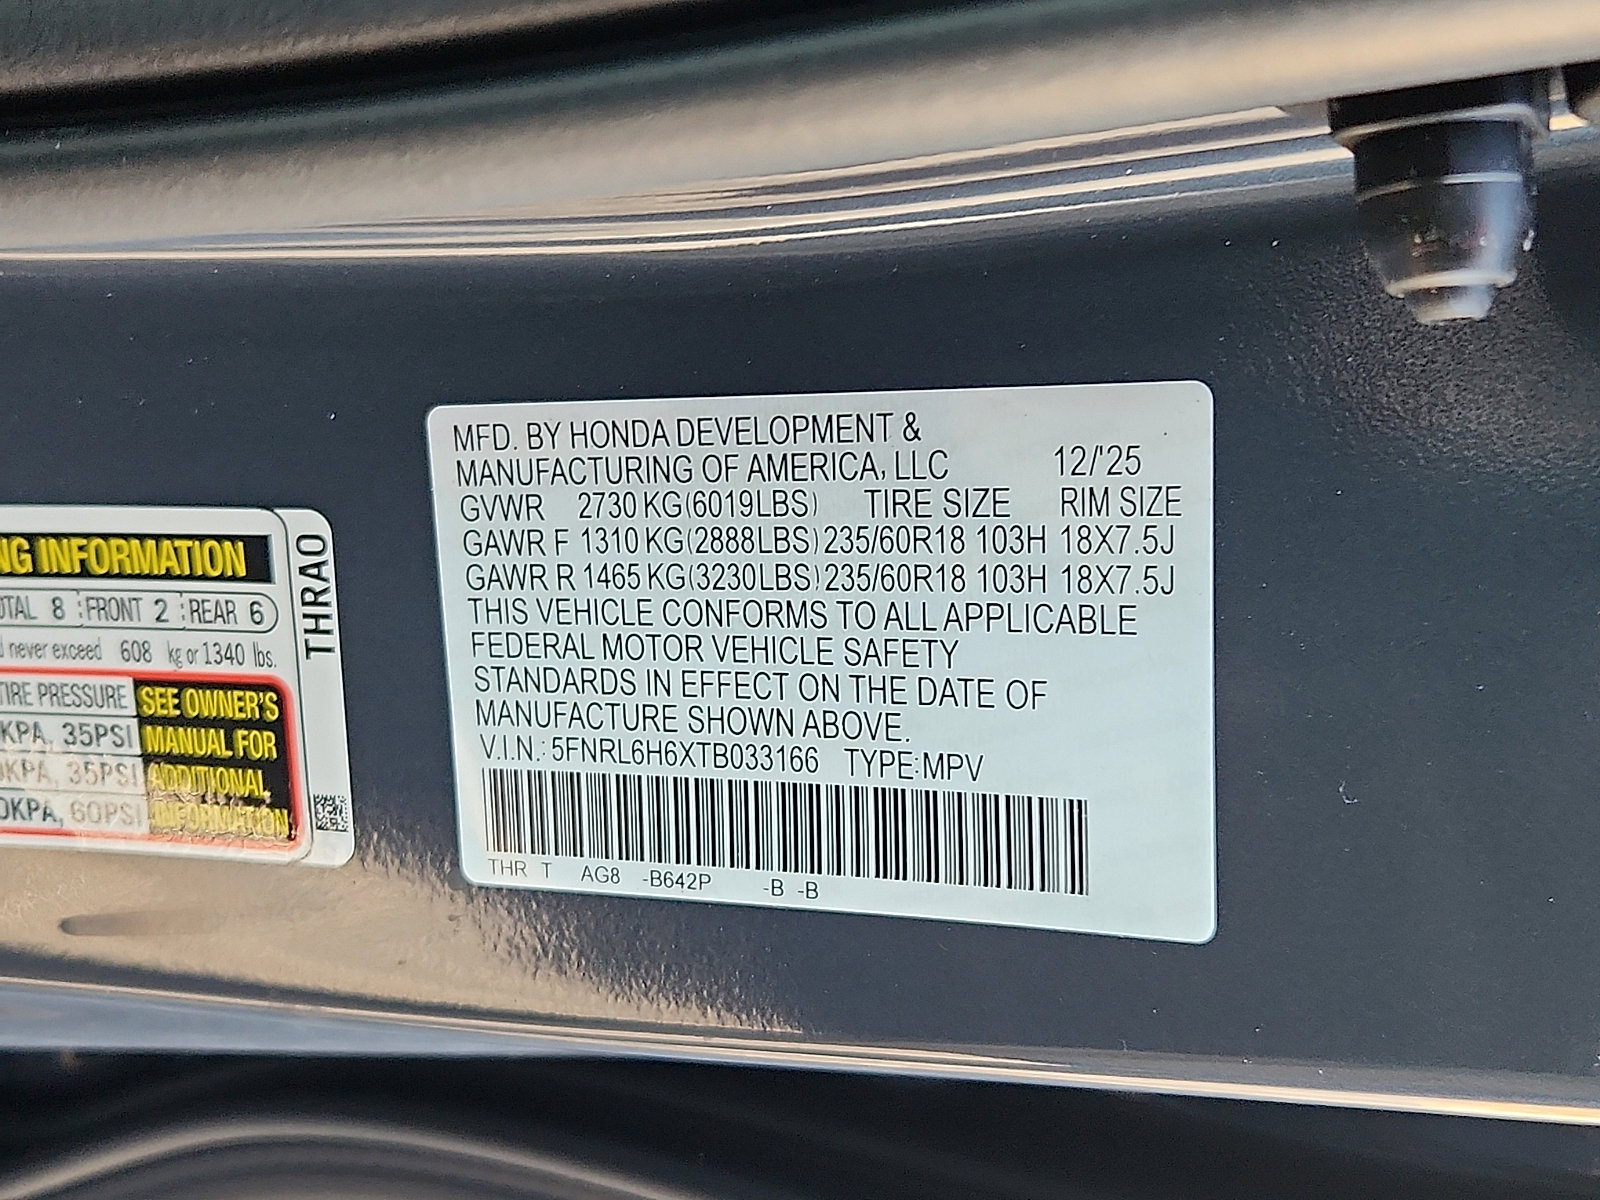 NG INFORMATION
TOTAL 8 FRONT 2 REAR 6
never exceed 608 kg or 1340 lbs.
TIRE PRESSURE SEE OWNER'S
KPA, 35PSI MANUAL FOR
KPA, 35PSI ADDITIONAL
0KPA, 60PSI INFORMATION
THRAO
MFD. BY HONDA DEVELOPMENT &
MANUFACTURING OF AMERICA, LLC 12/'25
GVWR 2730 KG(6019LBS) TIRE SIZE RIM SIZE
GAWR F 1310 KG(2888LBS) 235/60R18 103H 18X7.5J
GAWR R 1465 KG(3230LBS) 235/60R18 103H 18X7.5J
THIS VEHICLE CONFORMS TO ALL APPLICABLE
FEDERAL MOTOR VEHICLE SAFETY
STANDARDS IN EFFECT ON THE DATE OF
MANUFACTURE SHOWN ABOVE.
V.I.N.: 5FNRL6H6XTB033166 TYPE:MPV
THR T AG8 -B642P -B -B